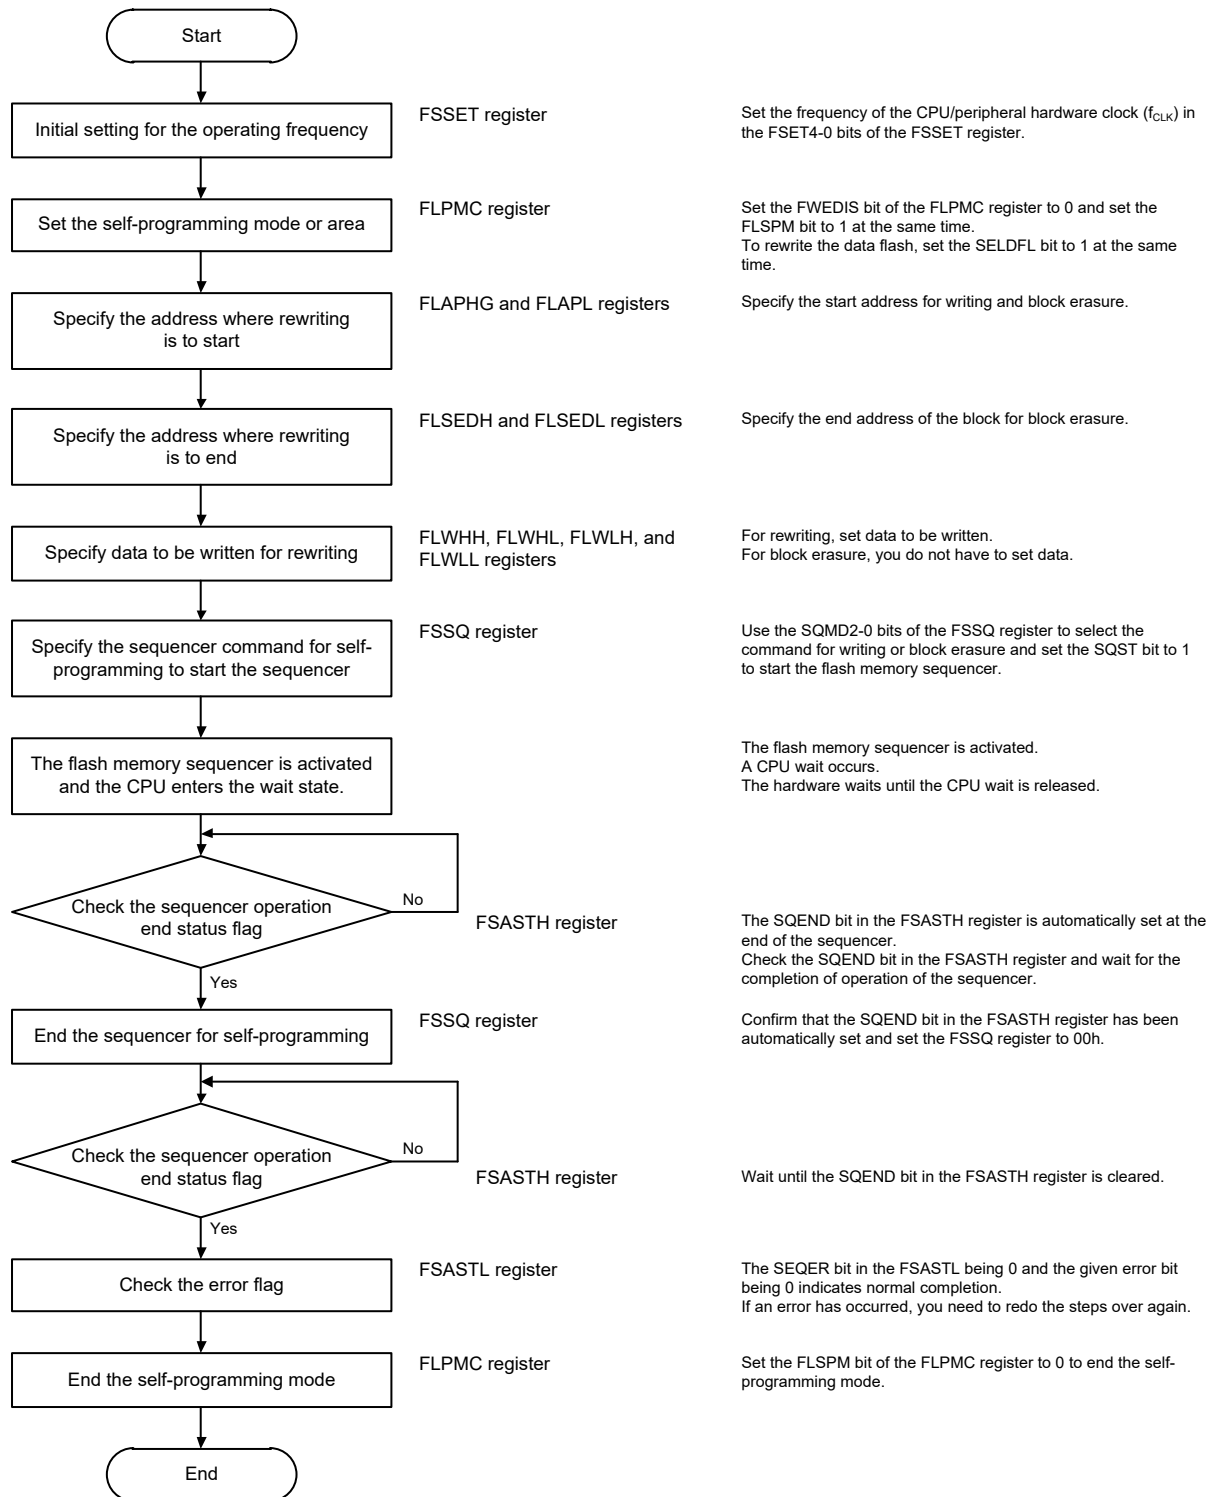 Start
Initial setting for the operating frequency
FSSET register
Set the frequency of the CPU/peripheral hardware clock (fCLK) in
the FSET4-0 bits of the FSSET register.
Set the self-programming mode or area
FLPMC register
Set the FWEDIS bit of the FLPMC register to 0 and set the
FLSPM bit to 1 at the same time.
To rewrite the data flash, set the SELDFL bit to 1 at the same
time.
Specify the address where rewriting
is to start
FLAPHG and FLAPL registers
Specify the start address for writing and block erasure.
Specify the address where rewriting
is to end
FLSEDH and FLSEDL registers
Specify the end address of the block for block erasure.
Specify data to be written for rewriting
FLWHH, FLWHL, FLWLH, and
FLWLL registers
For rewriting, set data to be written.
For block erasure, you do not have to set data.
Specify the sequencer command for self-
programming to start the sequencer
FSSQ register
Use the SQMD2-0 bits of the FSSQ register to select the
command for writing or block erasure and set the SQST bit to 1
to start the flash memory sequencer.
The flash memory sequencer is activated
and the CPU enters the wait state.
The flash memory sequencer is activated.
A CPU wait occurs.
The hardware waits until the CPU wait is released.
Check the sequencer operation
end status flag
No
Yes
FSASTH register
The SQEND bit in the FSASTH register is automatically set at the
end of the sequencer.
Check the SQEND bit in the FSASTH register and wait for the
completion of operation of the sequencer.
End the sequencer for self-programming
FSSQ register
Confirm that the SQEND bit in the FSASTH register has been
automatically set and set the FSSQ register to 00h.
Check the sequencer operation
end status flag
No
Yes
FSASTH register
Wait until the SQEND bit in the FSASTH register is cleared.
Check the error flag
FSASTL register
The SEQER bit in the FSASTL being 0 and the given error bit
being 0 indicates normal completion.
If an error has occurred, you need to redo the steps over again.
End the self-programming mode
FLPMC register
Set the FLSPM bit of the FLPMC register to 0 to end the self-
programming mode.
End